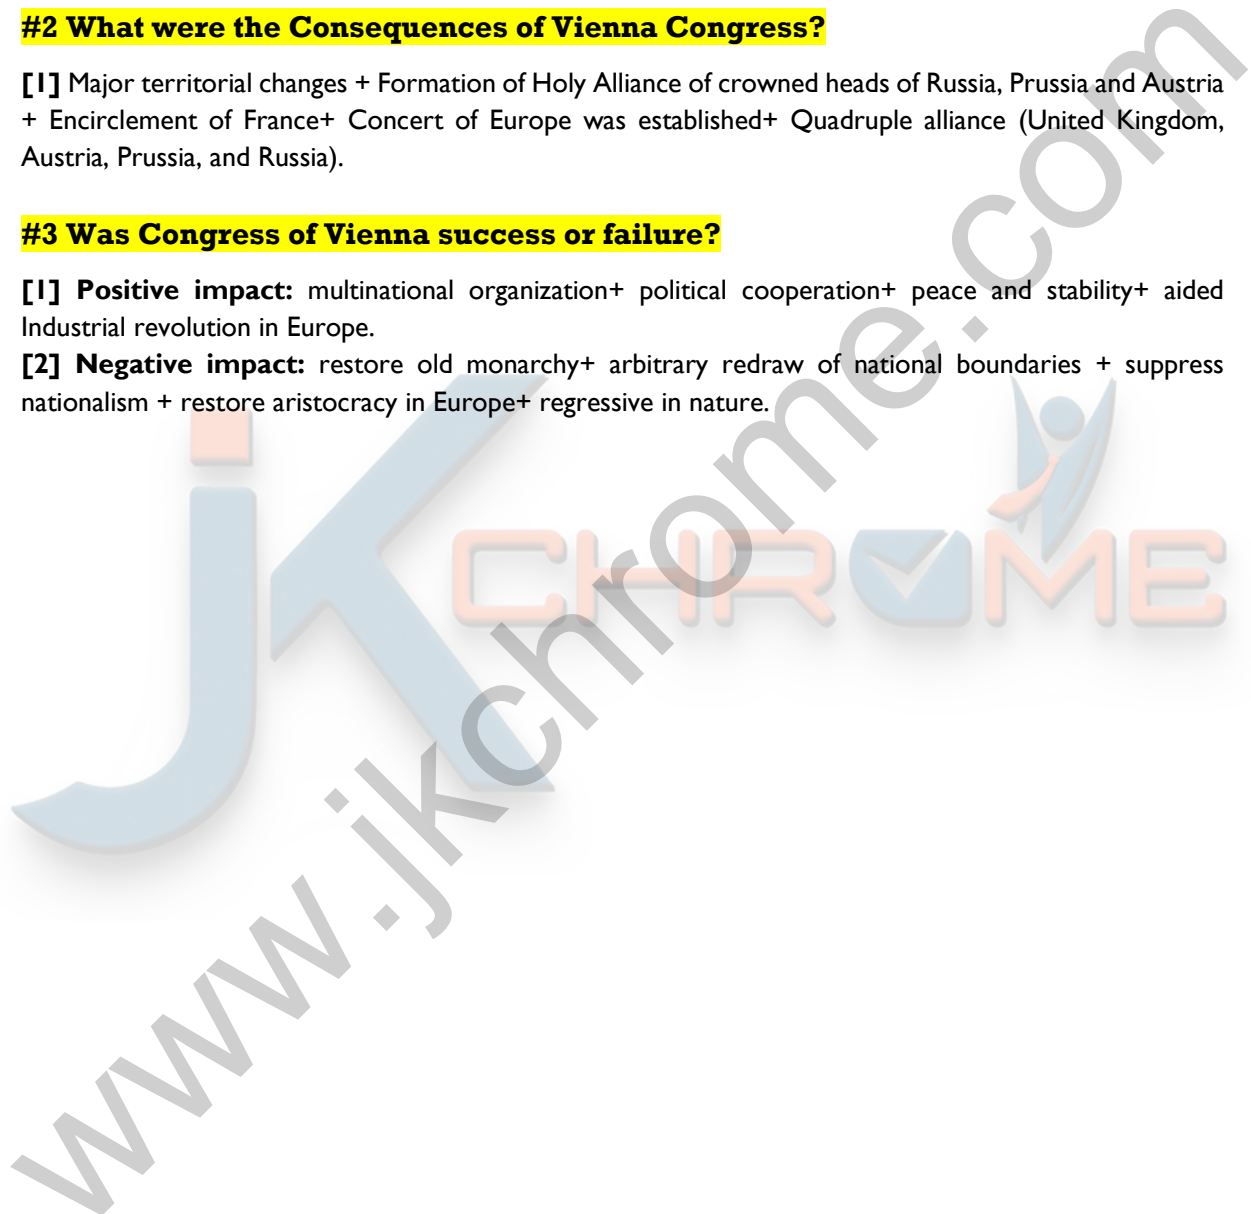 #2 What were the Consequences of Vienna Congress?
[1] Major territorial changes + Formation of Holy Alliance of crowned heads of Russia, Prussia and Austria
+ Encirclement of France+ Concert of Europe was established+ Quadruple alliance (United Kingdom,
Austria, Prussia, and Russia).
#3 Was Congress of Vienna success or failure?
[1] Positive impact: multinational organization+ political cooperation+ peace and stability+ aided
Industrial revolution in Europe.
[2] Negative impact: restore old monarchy+ arbitrary redraw of national boundaries + suppress
nationalism + restore aristocracy in Europe+ regressive in nature.
jK CHROME
www.jkchrome.com